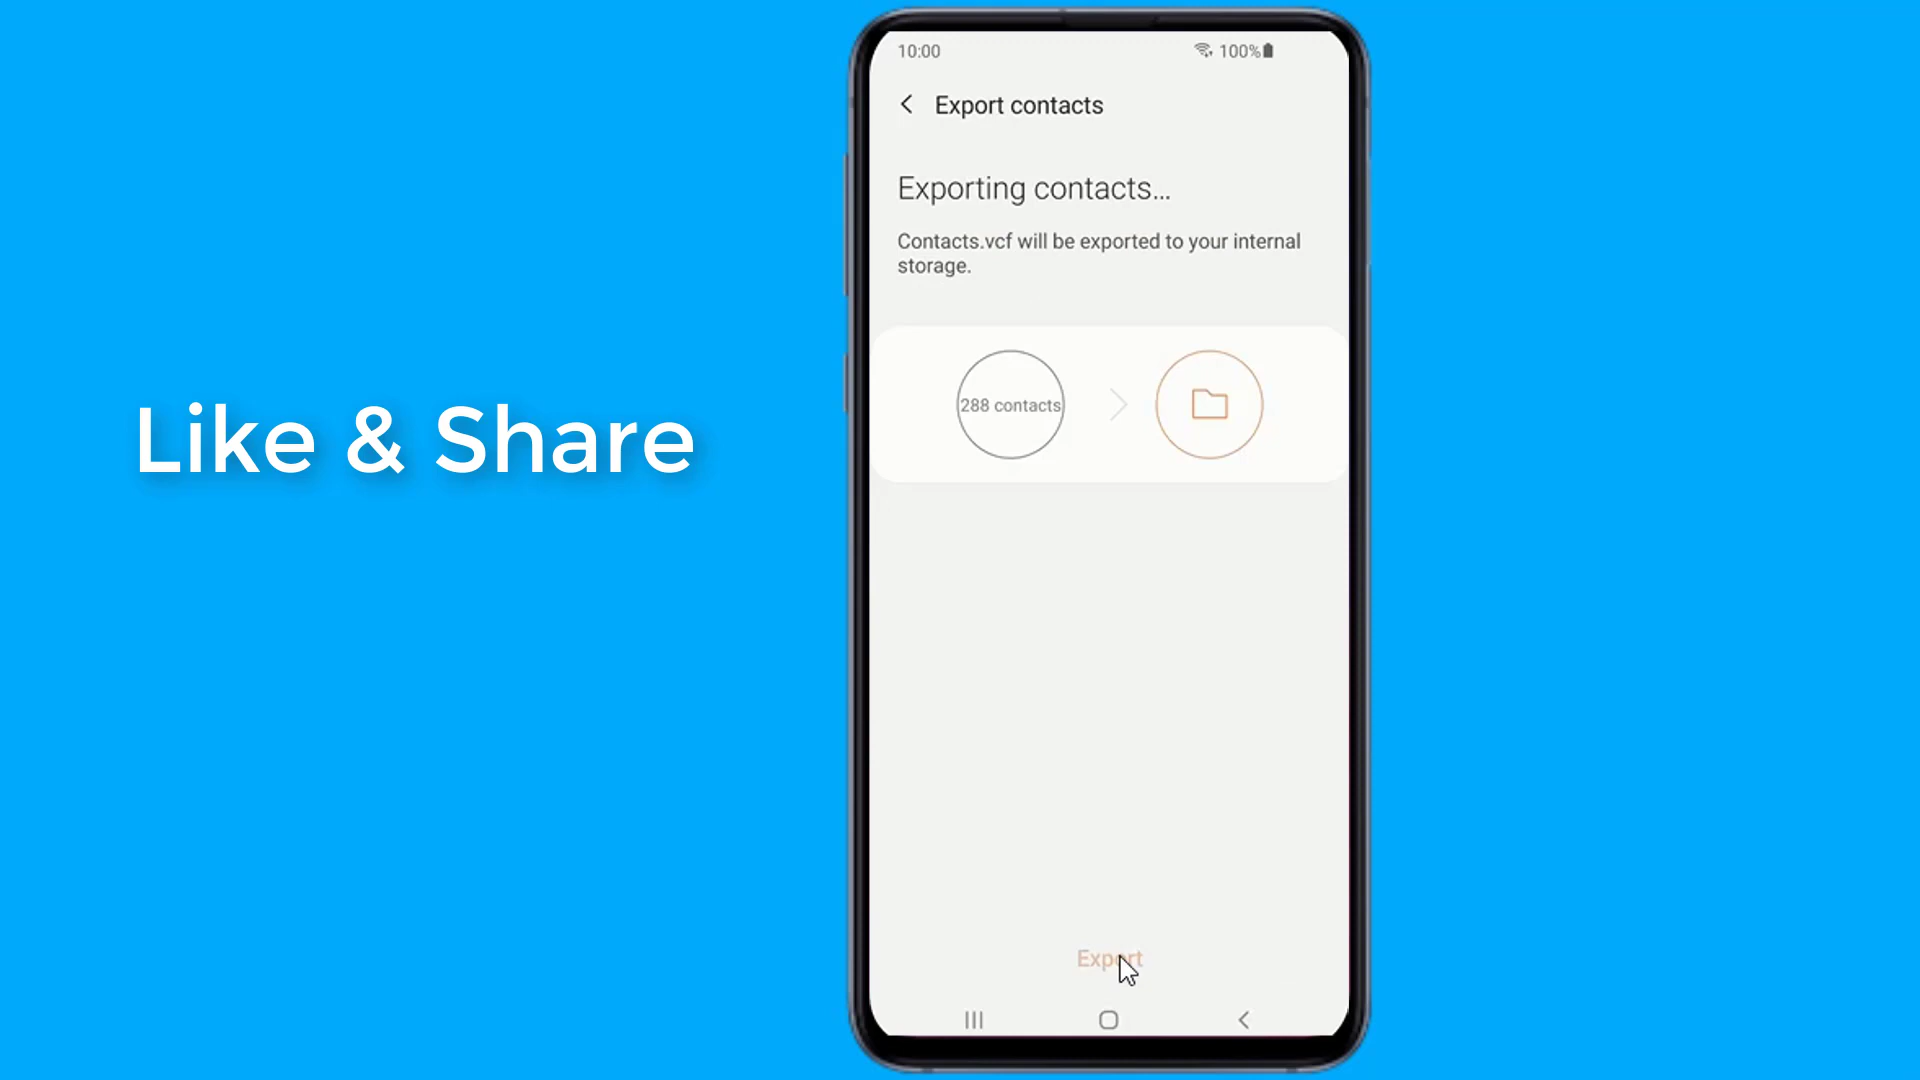 10:00
100%
Export contacts
Exporting contacts...
Contacts.vcf will be exported to your internal
storage.
288 contacts
Like & Share
Export